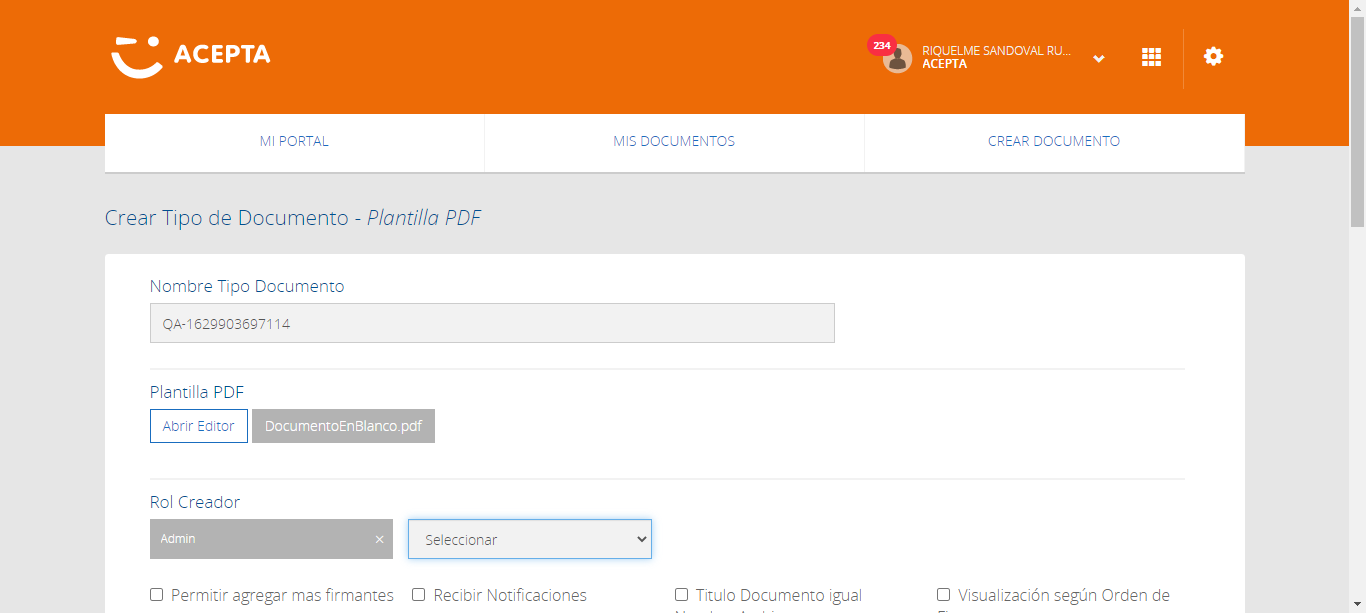 ACEPTA
234
RIQUELME SANDOVAL RU...
ACEPTA
MI PORTAL
MIS DOCUMENTOS
CREAR DOCUMENTO
Crear Tipo de Documento - Plantilla PDF
Nombre Tipo Documento
QA-1629903697114
Plantilla PDF
Abrir Editor
DocumentoEnBlanco.pdf
Rol Creador
Admin ×
Seleccionar
Permitir agregar mas firmantes
Recibir Notificaciones
Titulo Documento igual
Visualización según Orden de